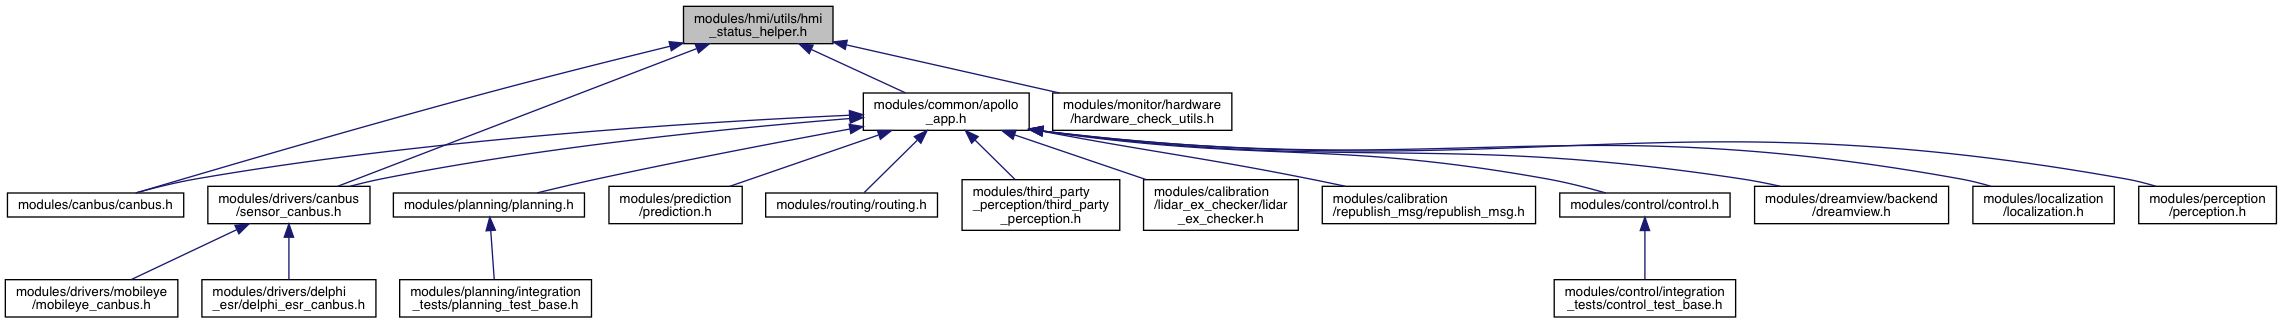 modules/hmi/utils/hmi
_status_helper.h
modules/common/apollo
_app.h
modules/monitor/hardware
/hardware_check_utils.h
modules/canbus/canbus.h
modules/drivers/canbus
/sensor_canbus.h
modules/planning/planning.h
modules/prediction
/prediction.h
modules/routing/routing.h
modules/third_party
_perception/third_party
_perception.h
modules/calibration
/lidar_ex_checker/lidar
_ex_checker.h
modules/calibration
/republish_msg/republish_msg.h
modules/control/control.h
modules/dreamview/backend
/dreamview.h
modules/localization
/localization.h
modules/perception
/perception.h
modules/drivers/mobileye
/mobileye_canbus.h
modules/drivers/delphi
_esr/delphi_esr_canbus.h
modules/planning/integration
_tests/planning_test_base.h
modules/control/integration
_tests/control_test_base.h